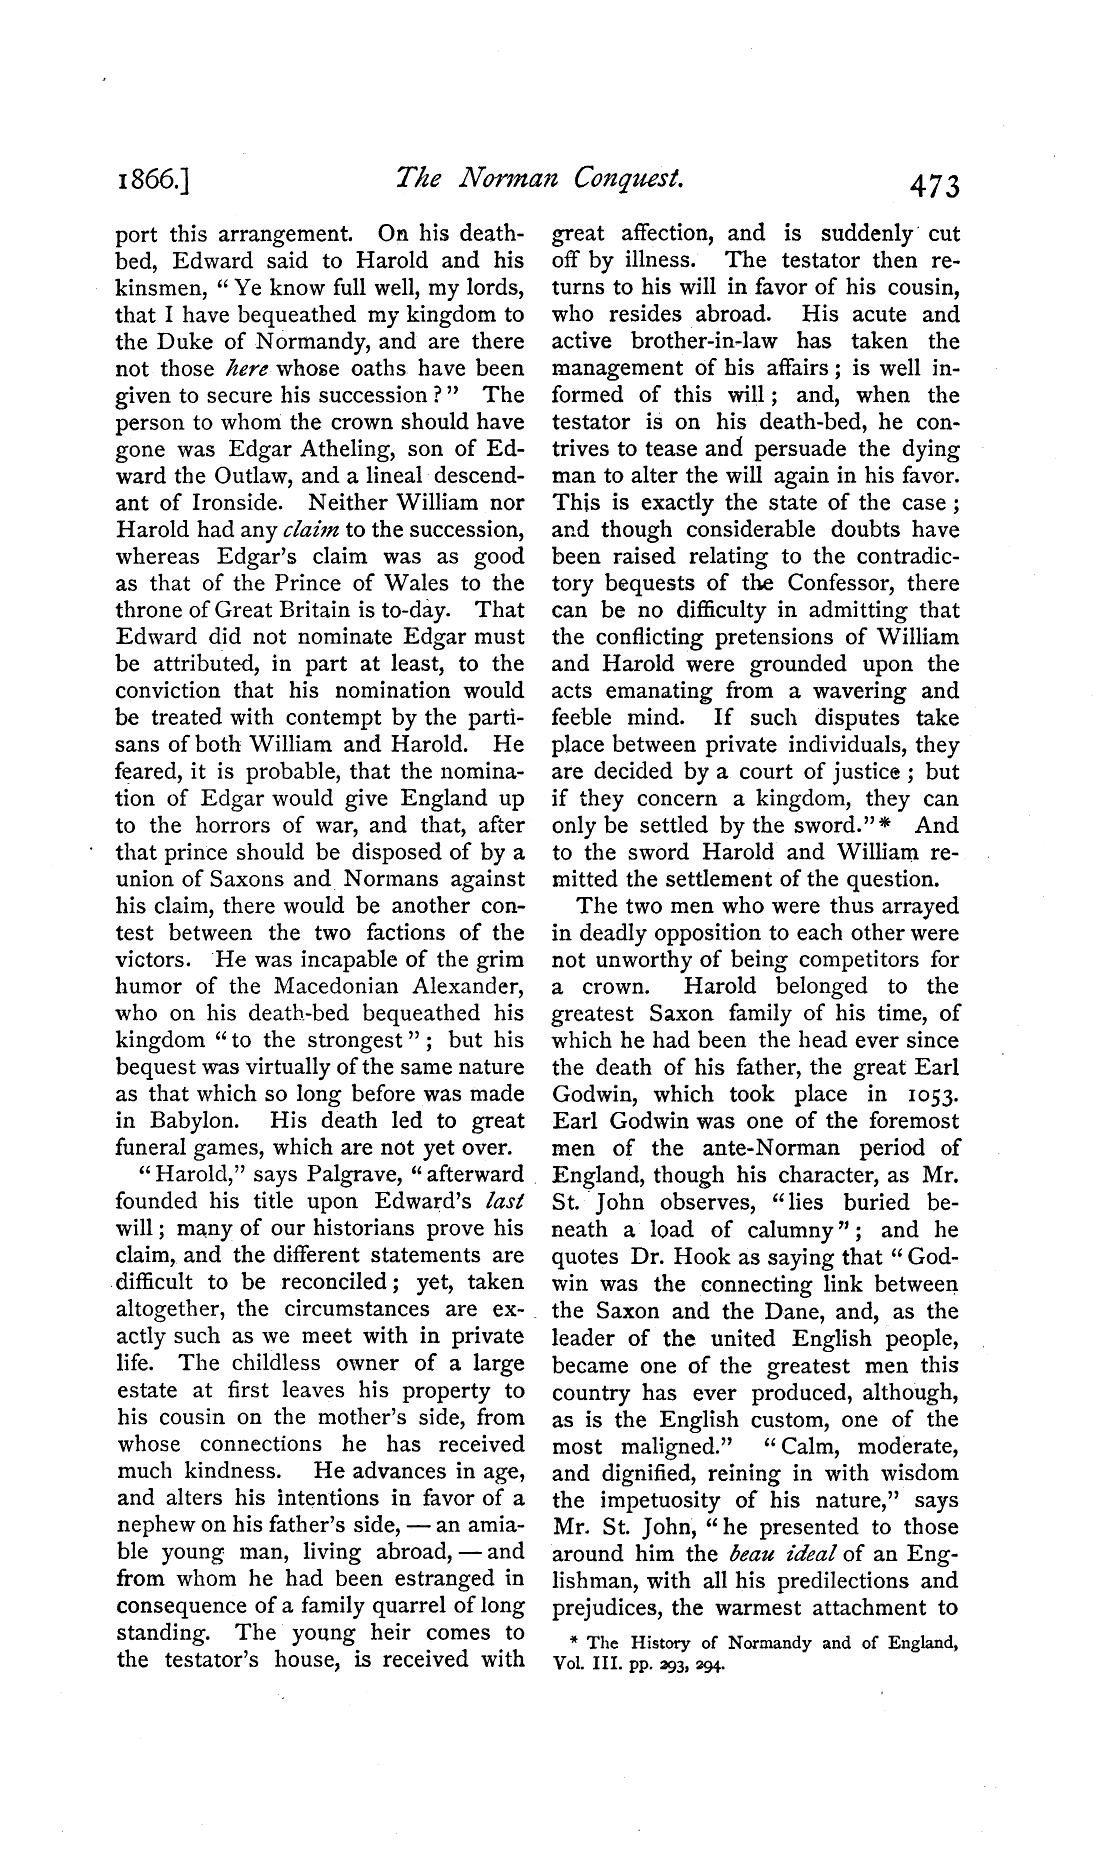 1866.] The Norman Conquest. 473
port this arrangement. On his death-
bed, Edward said to Harold and his
kinsmen, “Ye know full well, my lords,
that I have bequeathed my kingdom to
the Duke of Normandy, and are there
not those here whose oaths have been
given to secure his succession?” The
person to whom the crown should have
gone was Edgar Atheling, son of Ed-
ward the Outlaw, and a lineal descend-
ant of Ironside. Neither William nor
Harold had any claim to the succession,
whereas Edgar's claim was as good
as that of the Prince of Wales to the
throne of Great Britain is to-day. That
Edward did not nominate Edgar must
be attributed, in part at least, to the
conviction that his nomination would
be treated with contempt by the parti-
sans of both William and Harold. He
feared, it is probable, that the nomina-
tion of Edgar would give England up
to the horrors of war, and that, after
that prince should be disposed of by a
union of Saxons and Normans against
his claim, there would be another con-
test between the two factions of the
victors. He was incapable of the grim
humor of the Macedonian Alexander,
who on his death-bed bequeathed his
kingdom “to the strongest”; but his
bequest was virtually of the same nature
as that which so long before was made
in Babylon. His death led to great
funeral games, which are not yet over.
“Harold,” says Palgrave, “afterward
founded his title upon Edward's last
will; many of our historians prove his
claim, and the different statements are
difficult to be reconciled; yet, taken
altogether, the circumstances are ex-
actly such as we meet with in private
life. The childless owner of a large
estate at first leaves his property to
his cousin on the mother's side, from
whose connections he has received
much kindness. He advances in age,
and alters his intentions in favor of a
nephew on his father's side, — an amia-
ble young man, living abroad, — and
from whom he had been estranged in
consequence of a family quarrel of long
standing. The young heir comes to
the testator's house, is received with
great affection, and is suddenly cut
off by illness. The testator then re-
turns to his will in favor of his cousin,
who resides abroad. His acute and
active brother-in-law has taken the
management of his affairs; is well in-
formed of this will; and, when the
testator is on his death-bed, he con-
trives to tease and persuade the dying
man to alter the will again in his favor.
This is exactly the state of the case;
and though considerable doubts have
been raised relating to the contradic-
tory bequests of the Confessor, there
can be no difficulty in admitting that
the conflicting pretensions of William
and Harold were grounded upon the
acts emanating from a wavering and
feeble mind. If such disputes take
place between private individuals, they
are decided by a court of justice; but
if they concern a kingdom, they can
only be settled by the sword.”* And
to the sword Harold and William re-
mitted the settlement of the question.
The two men who were thus arrayed
in deadly opposition to each other were
not unworthy of being competitors for
a crown. Harold belonged to the
greatest Saxon family of his time, of
which he had been the head ever since
the death of his father, the great Earl
Godwin, which took place in 1053.
Earl Godwin was one of the foremost
men of the ante-Norman period of
England, though his character, as Mr.
St. John observes, “lies buried be-
neath a load of calumny”; and he
quotes Dr. Hook as saying that “God-
win was the connecting link between
the Saxon and the Dane, and, as the
leader of the united English people,
became one of the greatest men this
country has ever produced, although,
as is the English custom, one of the
most maligned.” “Calm, moderate,
and dignified, reining in with wisdom
the impetuosity of his nature,” says
Mr. St. John, “he presented to those
around him the beau ideal of an Eng-
lishman, with all his predilections and
prejudices, the warmest attachment to
* The History of Normandy and of England,
Vol. III. pp. 293, 294.